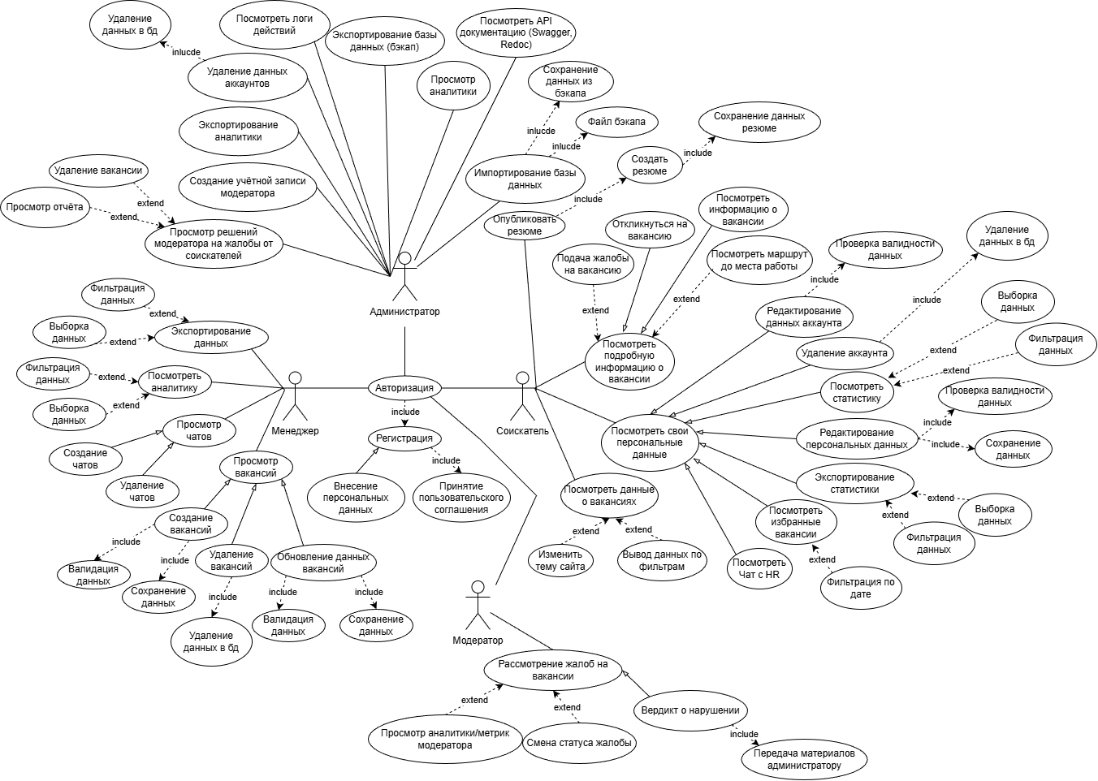 Удаление
данных в бд
inlucde
Удаление данных
аккаунтов
Посмотреть логи
действий
Экспортирование базы
данных (бэкап)
Посмотреть API
документацию (Swagger,
Redoc)
Просмотр
аналитики
Сохранение
данных из
бэкапа
inlucde
Файл бэкапа
inlucde
Импортирование базы
данных
Экспортирование
аналитики
Создание учётной записи
модератора
Удаление вакансии
extend
Просмотр отчёта
extend
Просмотр решений
модератора на жалобы от
соискателей
Администратор
Сохранение данных
резюме
include
Создать
резюме
include
Опубликовать
резюме
Откликнуться на
вакансию
Посмотреть
информацию о
вакансии
Подача жалобы
на вакансию
extend
Посмотреть маршрут
до места работы
extend
Посмотреть
подробную
информацию о
вакансии
Проверка валидности
данных
include
Редактирование
данных аккаунта
Удаление
данных в бд
include
Удаление аккаунта
Выборка
данных
extend
Фильтрация
данных
extend
Посмотреть
статистику
Проверка валидности
данных
include
Редактирование
персональных данных
include
Сохранение
данных
Посмотреть свои
персональные
данные
Экспортирование
статистики
extend
Выборка
данных
extend
Фильтрация
данных
Посмотреть
избранные
вакансии
extend
Фильтрация по
дате
Посмотреть
Чат с HR
Соискатель
Посмотреть данные
о вакансиях
extend
extend
Изменить
тему сайта
Вывод данных по
фильтрам
Авторизация
include
Регистрация
include
Внесение
персональных
данных
Принятие
пользовательского
соглашения
Менеджер
Фильтрация
данных
extend
Выборка
данных
extend
Экспортирование
данных
Фильтрация
данных
extend
Выборка
данных
extend
Посмотреть
аналитику
Просмотр
чатов
Создание
чатов
Удаление
чатов
Просмотр
вакансий
Создание
вакансий
include
include
Валидация
данных
Сохранение
данных
Удаление
вакансий
include
Удаление
данных в бд
Обновление данных
вакансий
include
include
Валидация
данных
Сохранение
данных
Модератор
Рассмотрение жалоб на
вакансии
extend
extend
Просмотр аналитики/метрик
модератора
Смена статуса жалобы
Вердикт о нарушении
include
Передача материалов
администратору